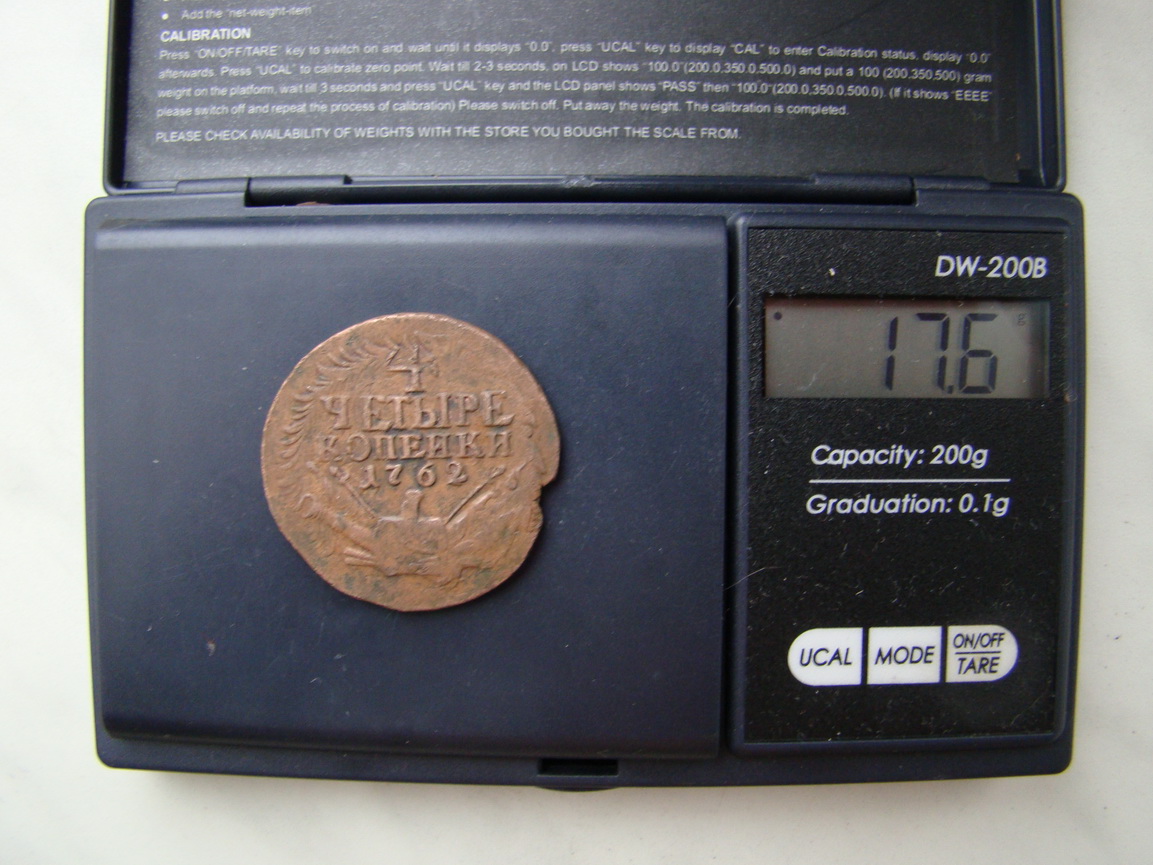 Add the "net-weight-item
CALIBRATION
Press "ON/OFF/TARE" key to switch on and wait until it displays "0.0", press "UCAL" key to display "CAL" to enter Calibration status, display "0.0"
afterwards. Press "UCAL" to calibrate zero point. Wait till 2-3 seconds, on LCD shows "100.0"(200.0.350.0.500.0) and put a 100 (200.350.500) gram
weight on the platform, wait till 3 seconds and press "UCAL" key and the LCD panel shows "PASS" then "100.0"(200.0.350.0.500.0). (If it shows "EEEE"
please switch off and repeat the process of calibration) Please switch off. Put away the weight. The calibration is completed.
PLEASE CHECK AVAILABILITY OF WEIGHTS WITH THE STORE YOU BOUGHT THE SCALE FROM.
DW-200B
17.6 g
Capacity: 200g
Graduation: 0.1g
UCAL MODE ON/OFF
TARE
4
ЧЕТЫРЕ
КОПЕЙКИ
1762